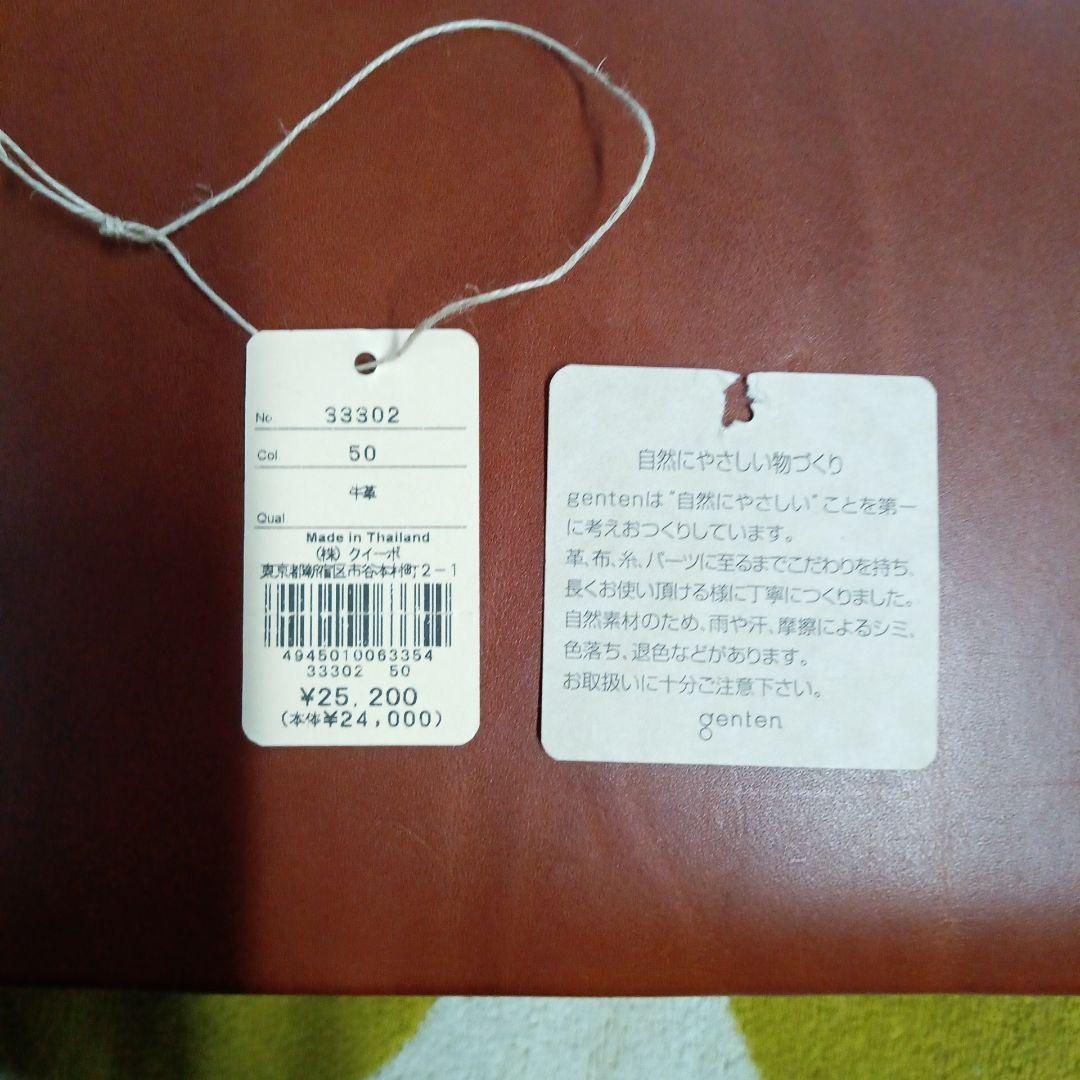 No 33302
Col. 50
牛革
Qual
Made in Thailand
(株) クイーポ
東京都新宿区市谷本村町2-1
4945010063354
33302 50
¥25,200
(本体¥24,000)
自然にやさしい物づくり
gentenは“自然にやさしい”ことを第一
に考えおつくりしています。
革、布、糸、パーツに至るまでこだわりを持ち、
長くお使い頂ける様に丁寧につくりました。
自然素材のため、雨や汗、摩擦によるシミ、
色落ち、退色などがあります。
お取扱いに十分ご注意下さい。
genten